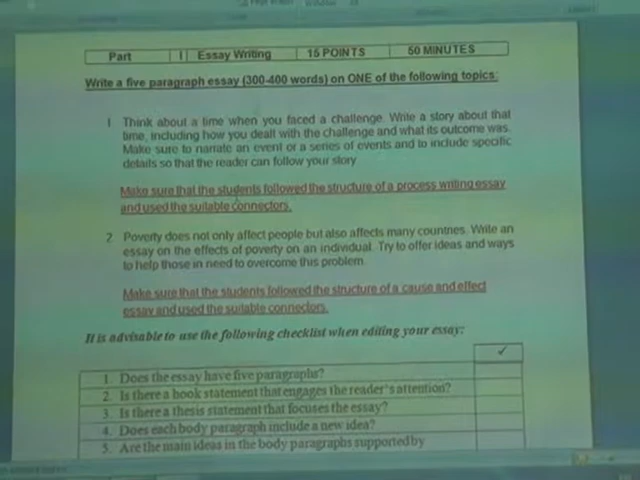 Part I Essay Writing 15 POINTS 50 MINUTES
Write a five paragraph essay (300-400 words) on ONE of the following topics:
1 Think about a time when you faced a challenge. Write a story about that
time, including how you dealt with the challenge and what its outcome was.
Make sure to narrate an event or a series of events and to include specific
details so that the reader can follow your story
Make sure that the students followed the structure of a process writing essay
and used the suitable connectors.
2 Poverty does not only affect people but also affects many countries. Write an
essay on the effects of poverty on an individual. Try to offer ideas and ways
to help those in need to overcome this problem.
Make sure that the students followed the structure of a cause and effect
essay and used the suitable connectors.
It is advisable to use the following checklist when editing your essay:
✓
1. Does the essay have five paragraphs?
2. Is there a hook statement that engages the reader's attention?
3. Is there a thesis statement that focuses the essay?
4. Does each body paragraph include a new idea?
5. Are the main ideas in the body paragraphs supported by